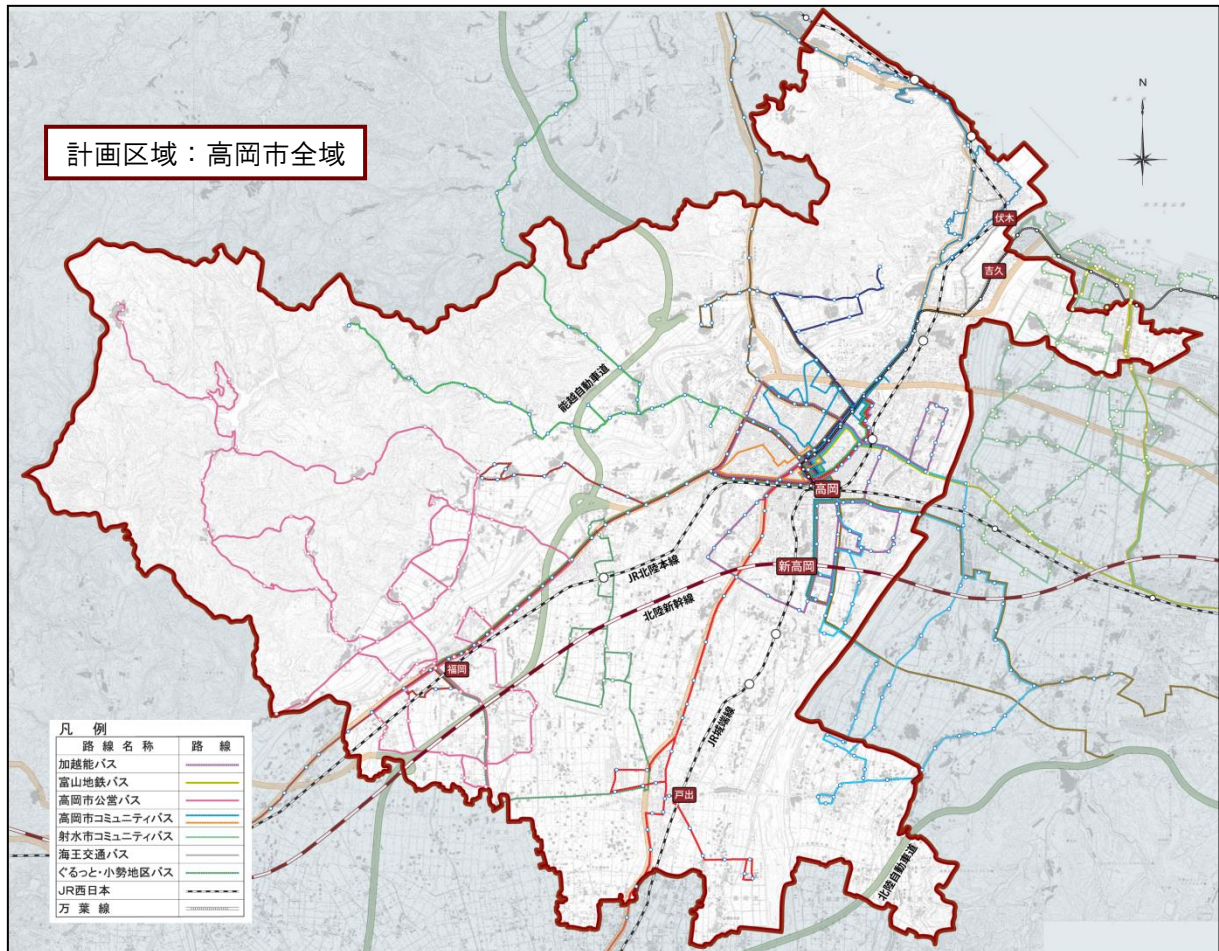 計画区域：高岡市全域
N
伏木
吉久
能越自動車道
高岡
新高岡
JR北陸本線
北陸新幹線
福岡
JR城端線
戸出
北陸自動車道
凡 例
路線名称 路線
加越能バス
富山地鉄バス
高岡市公営バス
高岡市コミュニティバス
射水市コミュニティバス
海王交通バス
ぐるっと・小勢地区バス
JR西日本
万葉線